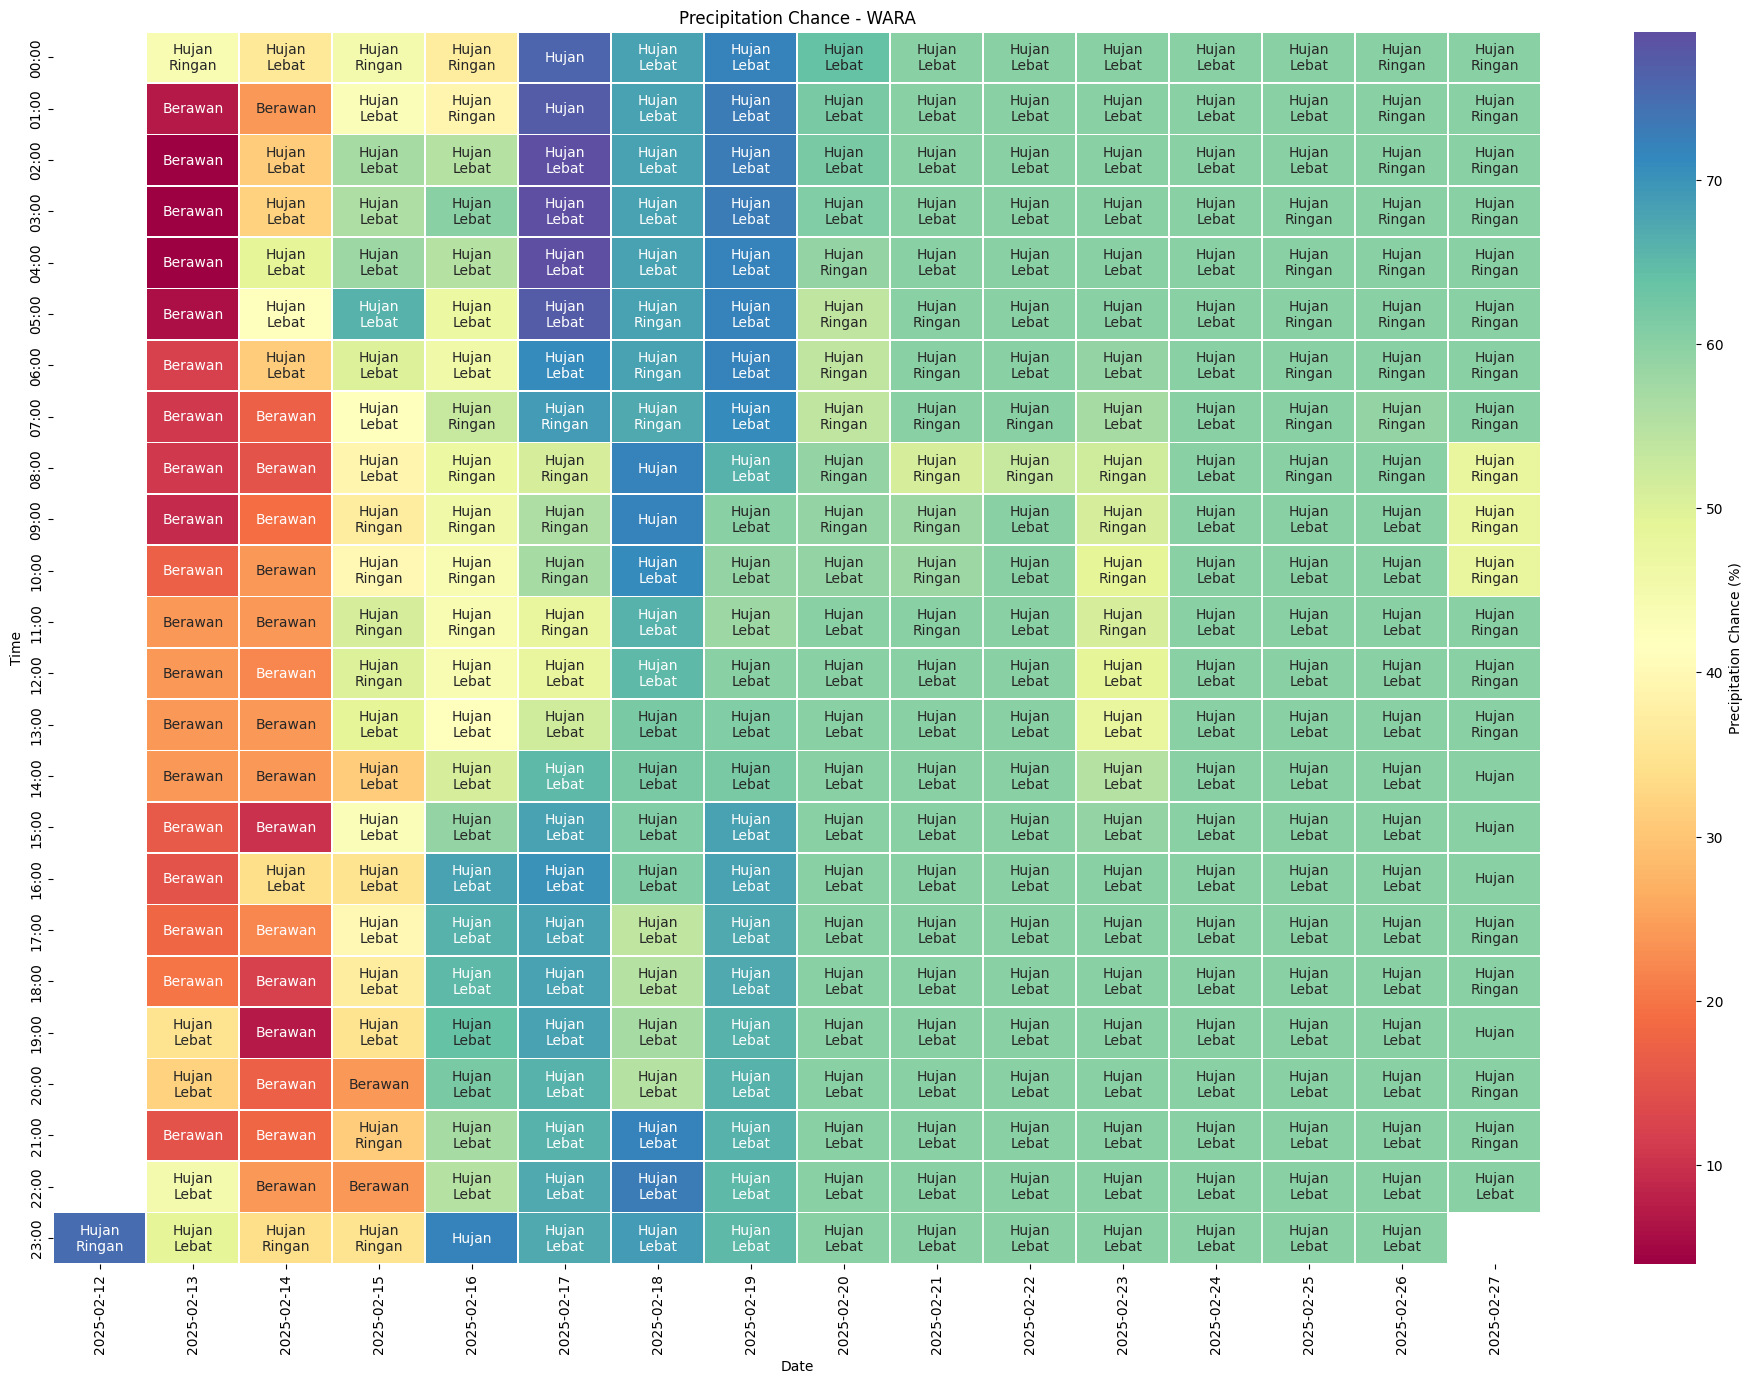 Precipitation Chance - WARA
00:00 Hujan Ringan Hujan Lebat Hujan Ringan Hujan Ringan Hujan Hujan Lebat Hujan Lebat Hujan Lebat Hujan Lebat Hujan Lebat Hujan Lebat Hujan Lebat Hujan Lebat Hujan Ringan Hujan Ringan
01:00 Berawan Berawan Hujan Lebat Hujan Ringan Hujan Hujan Lebat Hujan Lebat Hujan Lebat Hujan Lebat Hujan Lebat Hujan Lebat Hujan Lebat Hujan Lebat Hujan Ringan Hujan Ringan
02:00 Berawan Hujan Lebat Hujan Lebat Hujan Lebat Hujan Lebat Hujan Lebat Hujan Lebat Hujan Lebat Hujan Lebat Hujan Lebat Hujan Lebat Hujan Lebat Hujan Lebat Hujan Ringan Hujan Ringan
03:00 Berawan Hujan Lebat Hujan Lebat Hujan Lebat Hujan Lebat Hujan Lebat Hujan Lebat Hujan Lebat Hujan Lebat Hujan Lebat Hujan Lebat Hujan Lebat Hujan Ringan Hujan Ringan Hujan Ringan
04:00 Berawan Hujan Lebat Hujan Lebat Hujan Lebat Hujan Lebat Hujan Lebat Hujan Lebat Hujan Ringan Hujan Lebat Hujan Lebat Hujan Lebat Hujan Lebat Hujan Ringan Hujan Ringan Hujan Ringan
05:00 Berawan Hujan Lebat Hujan Lebat Hujan Lebat Hujan Lebat Hujan Ringan Hujan Lebat Hujan Ringan Hujan Ringan Hujan Lebat Hujan Lebat Hujan Lebat Hujan Ringan Hujan Ringan Hujan Ringan
06:00 Berawan Hujan Lebat Hujan Lebat Hujan Lebat Hujan Lebat Hujan Ringan Hujan Lebat Hujan Ringan Hujan Ringan Hujan Lebat Hujan Lebat Hujan Lebat Hujan Ringan Hujan Ringan Hujan Ringan
07:00 Berawan Berawan Hujan Lebat Hujan Ringan Hujan Ringan Hujan Ringan Hujan Lebat Hujan Ringan Hujan Ringan Hujan Ringan Hujan Lebat Hujan Lebat Hujan Ringan Hujan Ringan Hujan Ringan
08:00 Berawan Berawan Hujan Lebat Hujan Ringan Hujan Ringan Hujan Hujan Lebat Hujan Ringan Hujan Ringan Hujan Ringan Hujan Ringan Hujan Lebat Hujan Ringan Hujan Ringan Hujan Ringan
09:00 Berawan Berawan Hujan Ringan Hujan Ringan Hujan Ringan Hujan Hujan Lebat Hujan Ringan Hujan Ringan Hujan Lebat Hujan Ringan Hujan Lebat Hujan Lebat Hujan Lebat Hujan Ringan
10:00 Berawan Berawan Hujan Ringan Hujan Ringan Hujan Ringan Hujan Lebat Hujan Lebat Hujan Lebat Hujan Ringan Hujan Lebat Hujan Ringan Hujan Lebat Hujan Lebat Hujan Lebat Hujan Ringan
11:00 Berawan Berawan Hujan Ringan Hujan Ringan Hujan Ringan Hujan Lebat Hujan Lebat Hujan Lebat Hujan Ringan Hujan Lebat Hujan Ringan Hujan Lebat Hujan Lebat Hujan Lebat Hujan Ringan
12:00 Berawan Berawan Hujan Ringan Hujan Lebat Hujan Lebat Hujan Lebat Hujan Lebat Hujan Lebat Hujan Lebat Hujan Lebat Hujan Lebat Hujan Lebat Hujan Lebat Hujan Lebat Hujan Ringan
13:00 Berawan Berawan Hujan Lebat Hujan Lebat Hujan Lebat Hujan Lebat Hujan Lebat Hujan Lebat Hujan Lebat Hujan Lebat Hujan Lebat Hujan Lebat Hujan Lebat Hujan Lebat Hujan Ringan
14:00 Berawan Berawan Hujan Lebat Hujan Lebat Hujan Lebat Hujan Lebat Hujan Lebat Hujan Lebat Hujan Lebat Hujan Lebat Hujan Lebat Hujan Lebat Hujan Lebat Hujan Lebat Hujan
15:00 Berawan Berawan Hujan Lebat Hujan Lebat Hujan Lebat Hujan Lebat Hujan Lebat Hujan Lebat Hujan Lebat Hujan Lebat Hujan Lebat Hujan Lebat Hujan Lebat Hujan Lebat Hujan
16:00 Berawan Hujan Lebat Hujan Lebat Hujan Lebat Hujan Lebat Hujan Lebat Hujan Lebat Hujan Lebat Hujan Lebat Hujan Lebat Hujan Lebat Hujan Lebat Hujan Lebat Hujan Lebat Hujan
17:00 Berawan Berawan Hujan Lebat Hujan Lebat Hujan Lebat Hujan Lebat Hujan Lebat Hujan Lebat Hujan Lebat Hujan Lebat Hujan Lebat Hujan Lebat Hujan Lebat Hujan Lebat Hujan Ringan
18:00 Berawan Berawan Hujan Lebat Hujan Lebat Hujan Lebat Hujan Lebat Hujan Lebat Hujan Lebat Hujan Lebat Hujan Lebat Hujan Lebat Hujan Lebat Hujan Lebat Hujan Lebat Hujan Ringan
19:00 Hujan Lebat Berawan Hujan Lebat Hujan Lebat Hujan Lebat Hujan Lebat Hujan Lebat Hujan Lebat Hujan Lebat Hujan Lebat Hujan Lebat Hujan Lebat Hujan Lebat Hujan Lebat Hujan
20:00 Hujan Lebat Berawan Berawan Hujan Lebat Hujan Lebat Hujan Lebat Hujan Lebat Hujan Lebat Hujan Lebat Hujan Lebat Hujan Lebat Hujan Lebat Hujan Lebat Hujan Lebat Hujan Ringan
21:00 Berawan Berawan Hujan Ringan Hujan Lebat Hujan Lebat Hujan Lebat Hujan Lebat Hujan Lebat Hujan Lebat Hujan Lebat Hujan Lebat Hujan Lebat Hujan Lebat Hujan Lebat Hujan Ringan
22:00 Hujan Lebat Berawan Berawan Hujan Lebat Hujan Lebat Hujan Lebat Hujan Lebat Hujan Lebat Hujan Lebat Hujan Lebat Hujan Lebat Hujan Lebat Hujan Lebat Hujan Lebat Hujan Lebat
23:00 Hujan Ringan Hujan Lebat Hujan Ringan Hujan Ringan Hujan Hujan Lebat Hujan Lebat Hujan Lebat Hujan Lebat Hujan Lebat Hujan Lebat Hujan Lebat Hujan Lebat Hujan Lebat Hujan Lebat
Time
2025-02-12 2025-02-13 2025-02-14 2025-02-15 2025-02-16 2025-02-17 2025-02-18 2025-02-19 2025-02-20 2025-02-21 2025-02-22 2025-02-23 2025-02-24 2025-02-25 2025-02-26 2025-02-27
Date
70
60
50
40
30
20
10
Precipitation Chance (%)